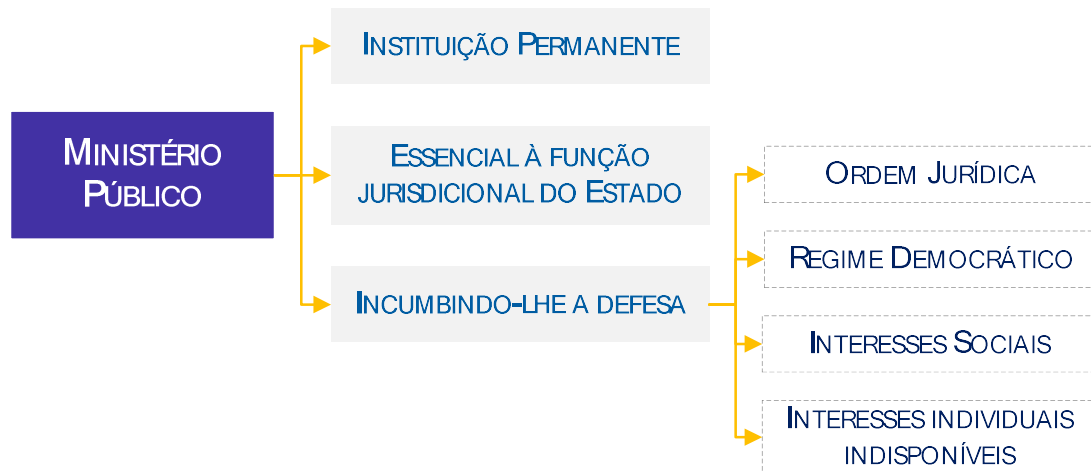 MINISTÉRIO
PÚBLICO
INSTITUIÇÃO PERMANENTE
ESSENCIAL À FUNÇÃO
JURISDICIONAL DO ESTADO
INCUMBINDO-LHE A DEFESA
ORDEM JURÍDICA
REGIME DEMOCRÁTICO
INTERESSES SOCIAIS
INTERESSES INDIVIDUAIS
INDISPONÍVEIS